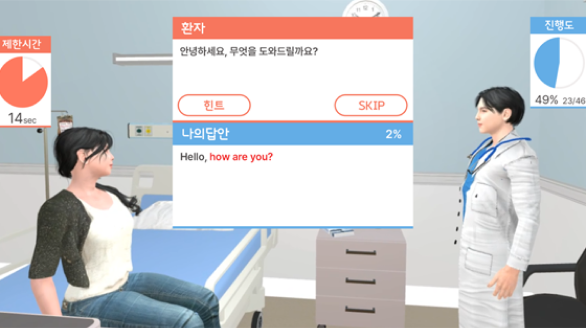 제한시간
14sec
환자
안녕하세요, 무엇을 도와드릴까요?
힌트
SKIP
나의답안
2%
Hello, how are you?
진행도
49% 23/46